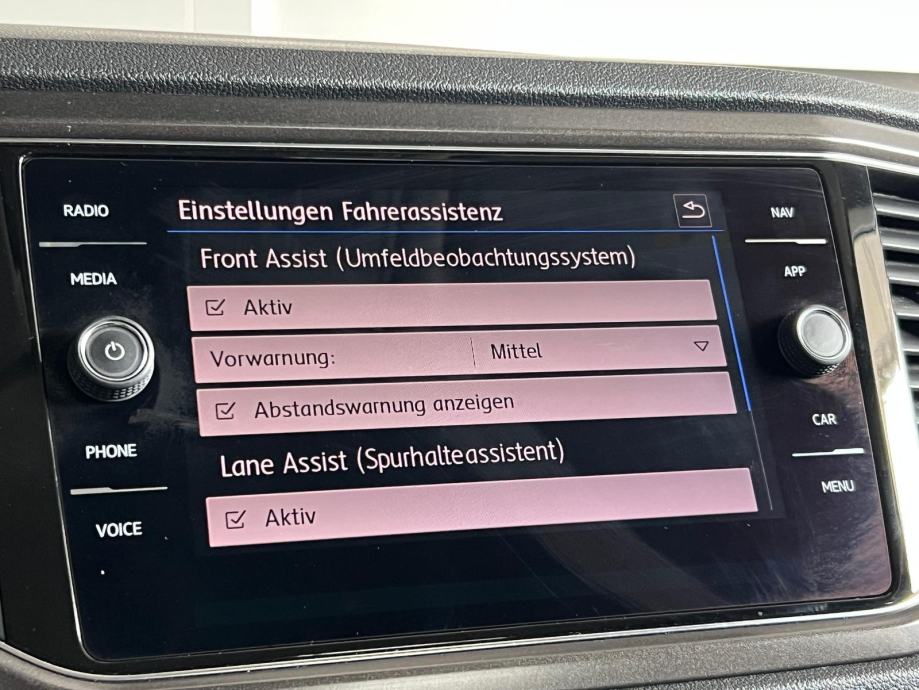 RADIO
MEDIA
PHONE
VOICE
Einstellungen Fahrerassistenz
Front Assist (Umfeldbeobachtungssystem)
Aktiv
Vorwarnung: Mittel
Abstandswarnung anzeigen
Lane Assist (Spurhalteassistent)
Aktiv
NAV
APP
CAR
MENU